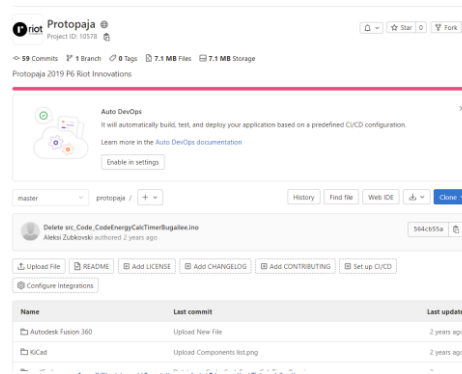 riot
Protopaja
Project ID: 10578
Star 0
Fork
59 Commits 1 Branch 0 Tags 7.1 MB Files 7.1 MB Storage
Protopaja 2019 P6 Riot Innovations
Auto DevOps
It will automatically build, test, and deploy your application based on a predefined CI/CD configuration.
Learn more in the Auto DevOps documentation
Enable in settings
master protopaja / +
History Find file Web IDE Clone
Delete src_Code_CodeEnergyCalcTimerBugallee.ino
Aleksi Zubkovski authored 2 years ago
564cb55a
Upload File README Add LICENSE Add CHANGELOG Add CONTRIBUTING Set up CI/CD
Configure Integrations
Name Last commit Last update
Autodesk Fusion 360 Upload New File 2 years ago
KiCad Upload Components list.png 2 years ago